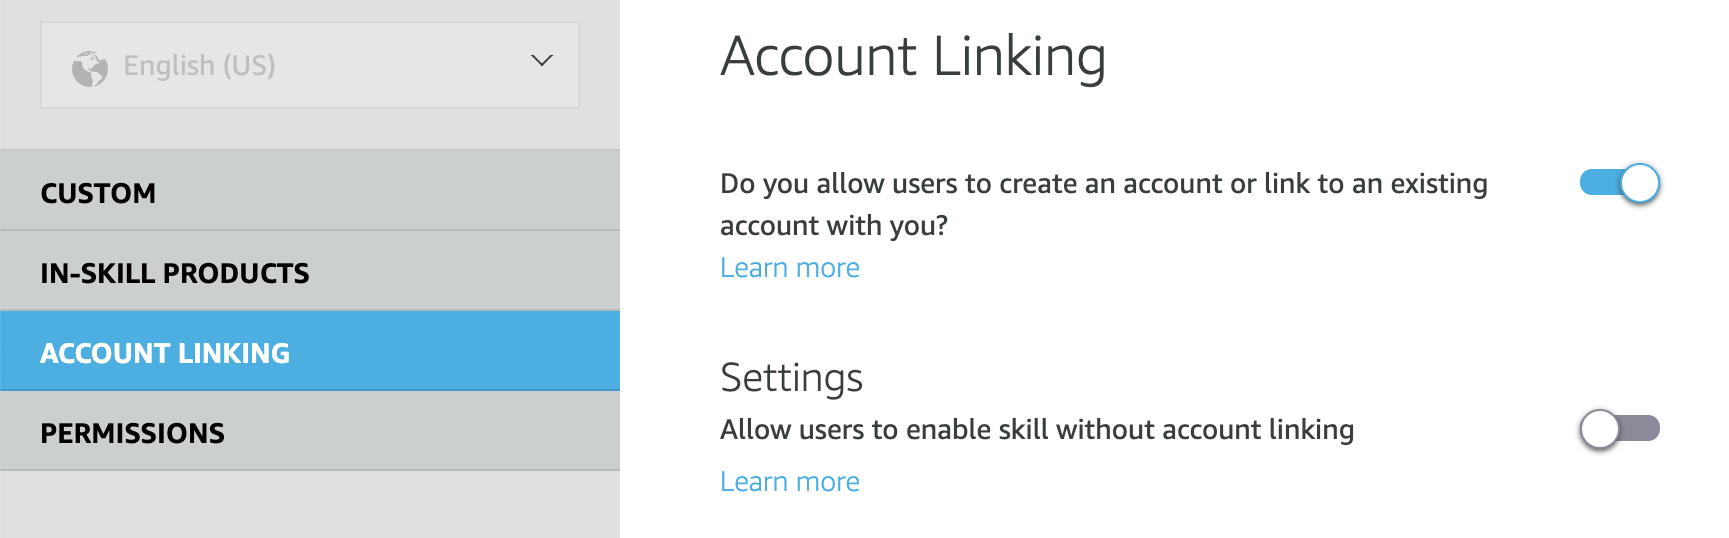 English (US)
CUSTOM
IN-SKILL PRODUCTS
ACCOUNT LINKING
PERMISSIONS
Account Linking
Do you allow users to create an account or link to an existing
account with you?
Learn more
Settings
Allow users to enable skill without account linking
Learn more